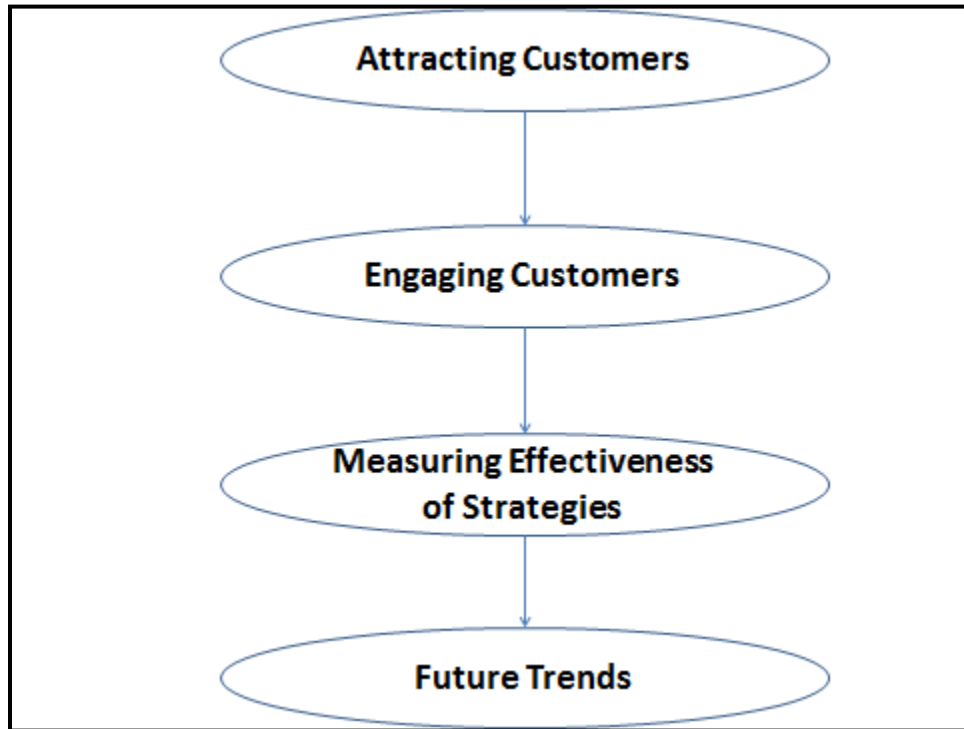 Attracting Customers
Engaging Customers
Measuring Effectiveness
of Strategies
Future Trends